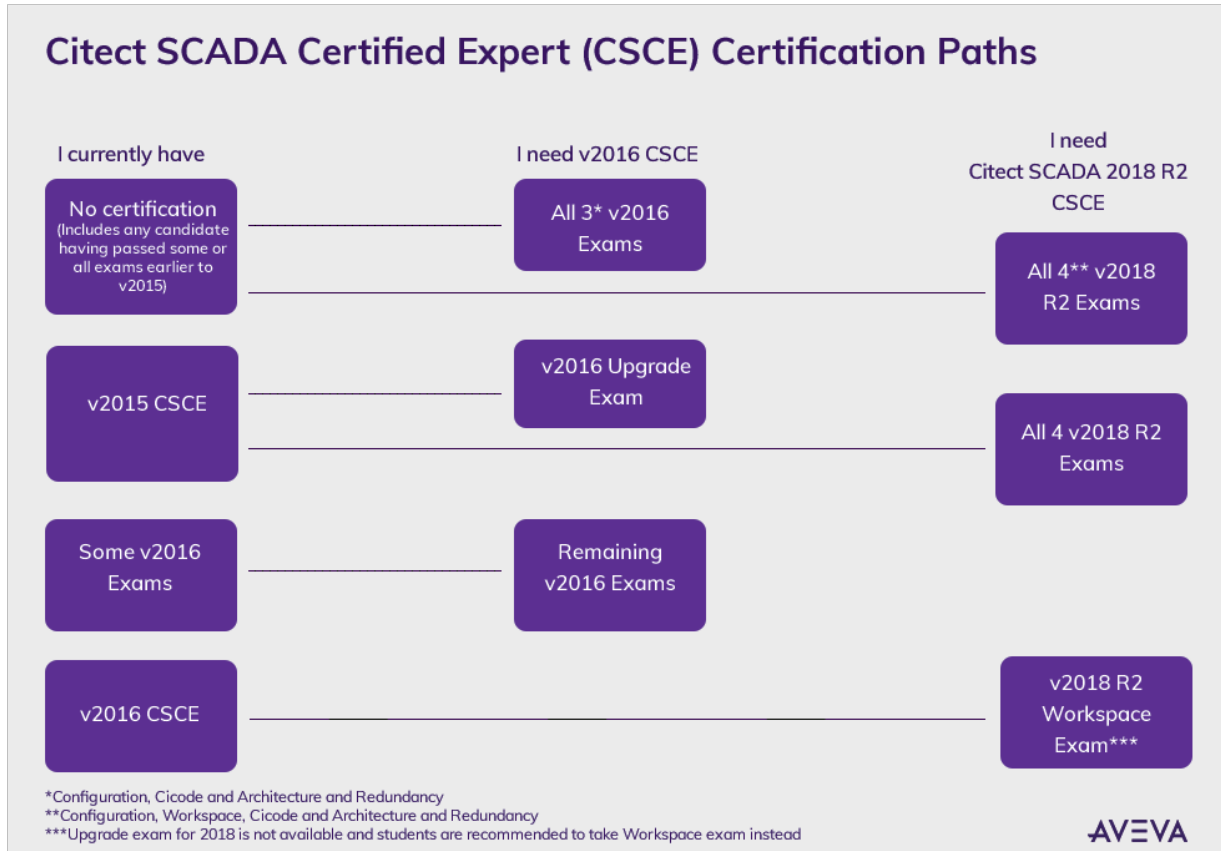 Citect SCADA Certified Expert (CSCE) Certification Paths
I currently have
I need v2016 CSCE
I need
Citect SCADA 2018 R2
CSCE
No certification
(Includes any candidate
having passed some or
all exams earlier to
v2015)
All 3* v2016
Exams
All 4** v2018
R2 Exams
v2015 CSCE
v2016 Upgrade
Exam
All 4 v2018 R2
Exams
Some v2016
Exams
Remaining
v2016 Exams
v2016 CSCE
v2018 R2
Workspace
Exam***
*Configuration, Cicode and Architecture and Redundancy
**Configuration, Workspace, Cicode and Architecture and Redundancy
***Upgrade exam for 2018 is not available and students are recommended to take Workspace exam instead
AVEVA